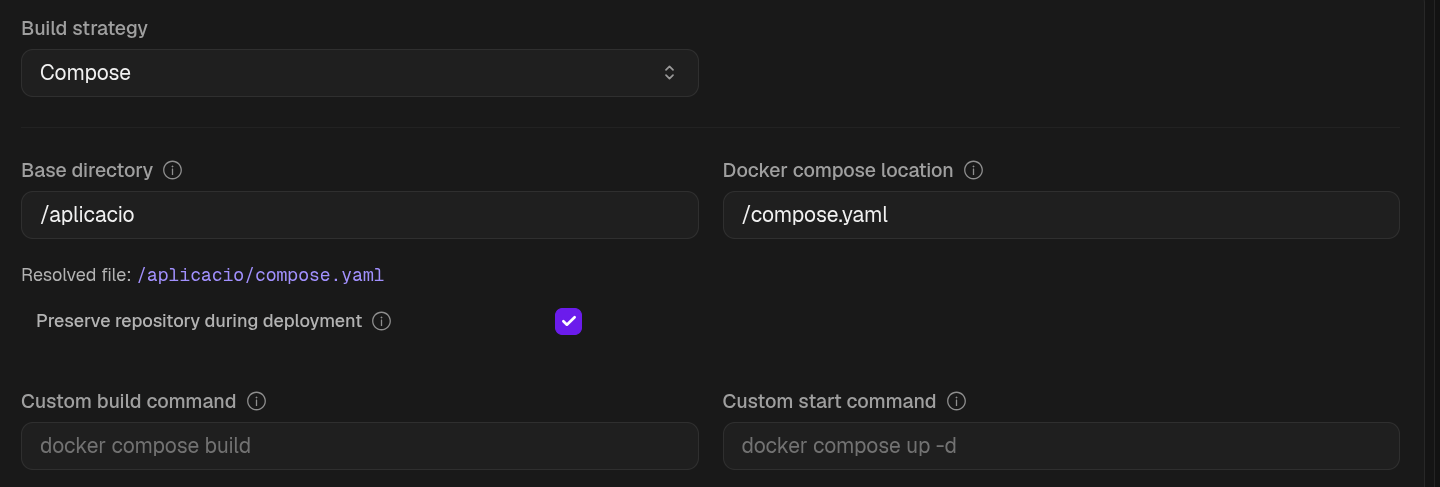 Build strategy
Compose
Base directory
Docker compose location
/aplicacio
/compose.yaml
Resolved file: /aplicacio/compose.yaml
Preserve repository during deployment
Custom build command
Custom start command
docker compose build
docker compose up -d